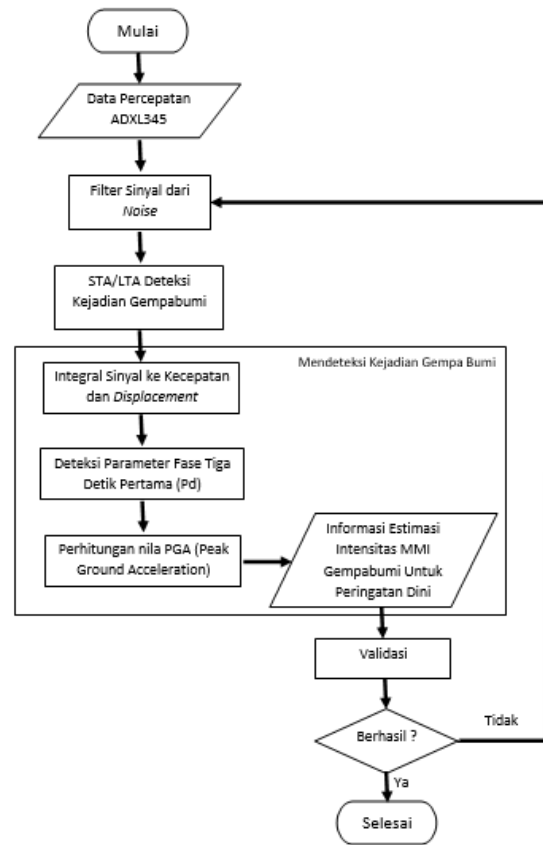 Mulai
Data Percepatan
ADXL345
Filter Sinyal dari
Noise
STA/LTA Deteksi
Kejadian Gempabumi
Mendeteksi Kejadian Gempa Bumi
Integral Sinyal ke Kecepatan
dan Displacement
Deteksi Parameter Fase Tiga
Detik Pertama (Pd)
Perhitungan nila PGA (Peak
Ground Acceleration)
Informasi Estimasi
Intensitas MMI
Gempabumi Untuk
Peringatan Dini
Validasi
Berhasil ?
Tidak
Ya
Selesai